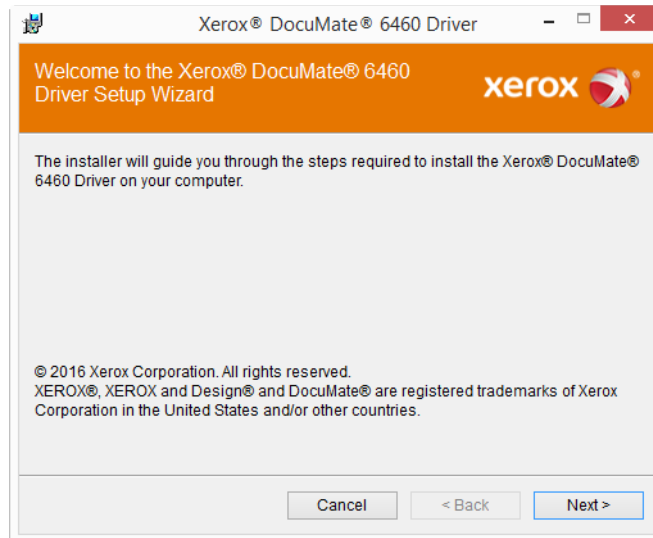 Xerox® DocuMate® 6460 Driver
Welcome to the Xerox® DocuMate® 6460
Driver Setup Wizard
xerox ®
The installer will guide you through the steps required to install the Xerox® DocuMate®
6460 Driver on your computer.
© 2016 Xerox Corporation. All rights reserved.
XEROX®, XEROX and Design® and DocuMate® are registered trademarks of Xerox
Corporation in the United States and/or other countries.
Cancel < Back Next >